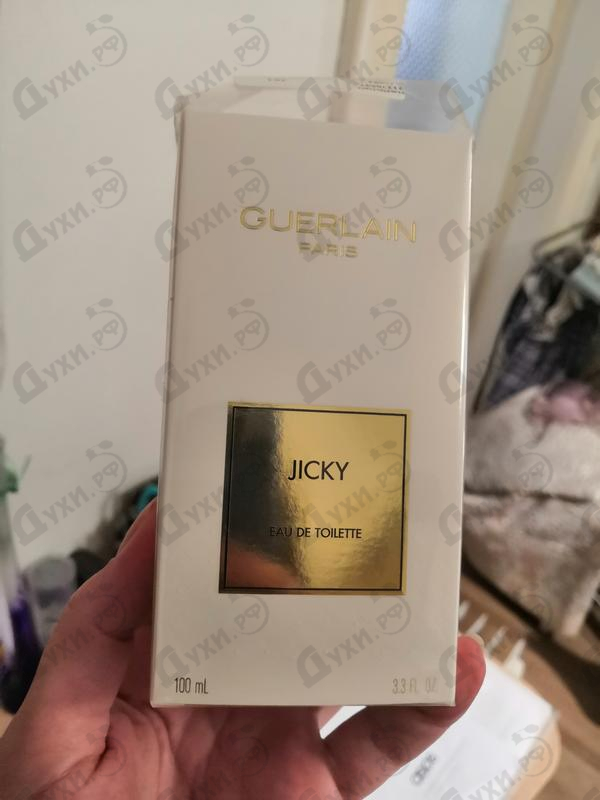 GUERLAIN
PARIS
JICKY
EAU DE TOILETTE
100 mL 3.3 FL. OZ.
Духи.РФ